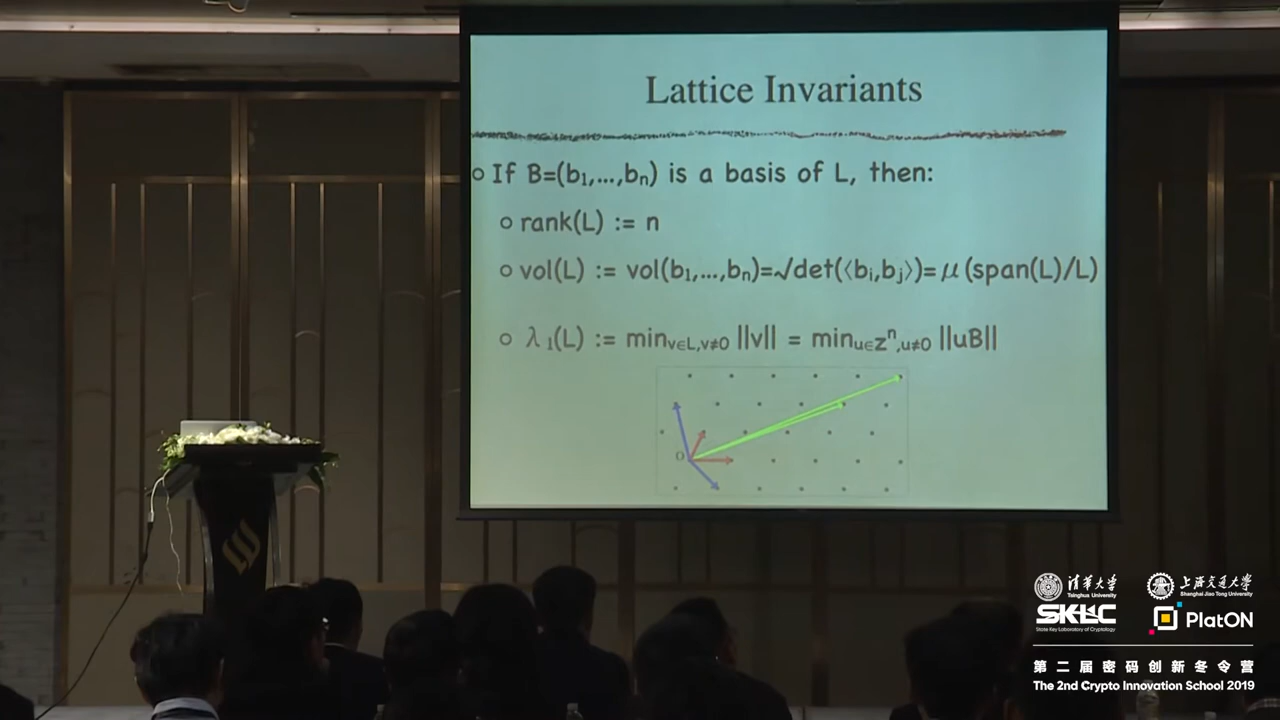 Lattice Invariants
If B=(b₁,...,bₙ) is a basis of L, then:
rank(L) := n
vol(L) := vol(b₁,...,bₙ)=√det(⟨bᵢ,bⱼ⟩)=μ(span(L)/L)
λ₁(L) := min_{v∈L,v≠0} ||v|| = min_{u∈Zⁿ,u≠0} ||uB||
O
清华大学 上海交通大学
Tsinghua University Shanghai Jiao Tong University
SKLC PlatON
State Key Laboratory of Cryptology
第二届密码创新冬令营
The 2nd Crypto Innovation School 2019